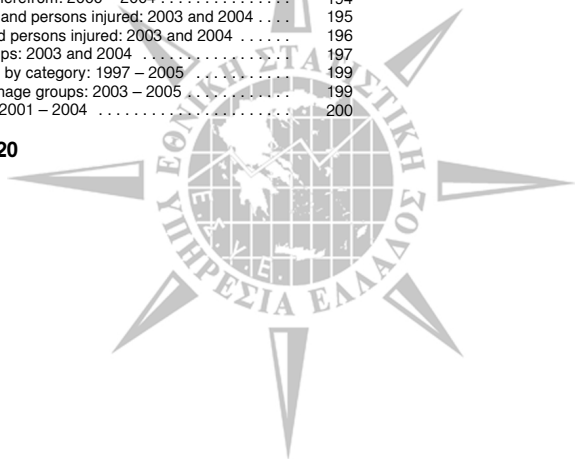 and persons injured: 2003 and 2004 . . . . 195
d persons injured: 2003 and 2004 . . . . . . 196
ps: 2003 and 2004 . . . . . . . . . . . . . . . . . 197
by category: 1997 – 2005 . . . . . . . . . . . 199
nage groups: 2003 – 2005 . . . . . . . . . . . . 199
2001 – 2004 . . . . . . . . . . . . . . . . . . . . . . 200
20
ΕΘΝΙΚΗ ΣΤΑΤΙΣΤΙΚΗ
ΥΠΗΡΕΣΙΑ ΕΛΛΑΔΟΣ
Ε.Σ.Υ.Ε.